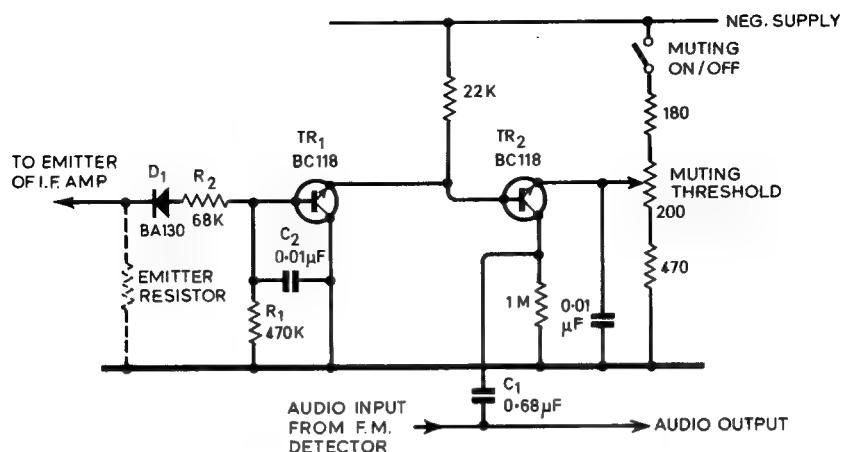 NEG. SUPPLY
MUTING
ON/OFF
22K
180
TR1
BC118
TR2
BC118
TO EMITTER
OF I.F. AMP
D1
R2
BA130
68K
MUTING
THRESHOLD
200
C2
0·01µF
EMITTER
RESISTOR
R1
470K
1M
0·01
µF
470
C1
0·68µF
AUDIO INPUT
FROM F.M.
DETECTOR
AUDIO OUTPUT